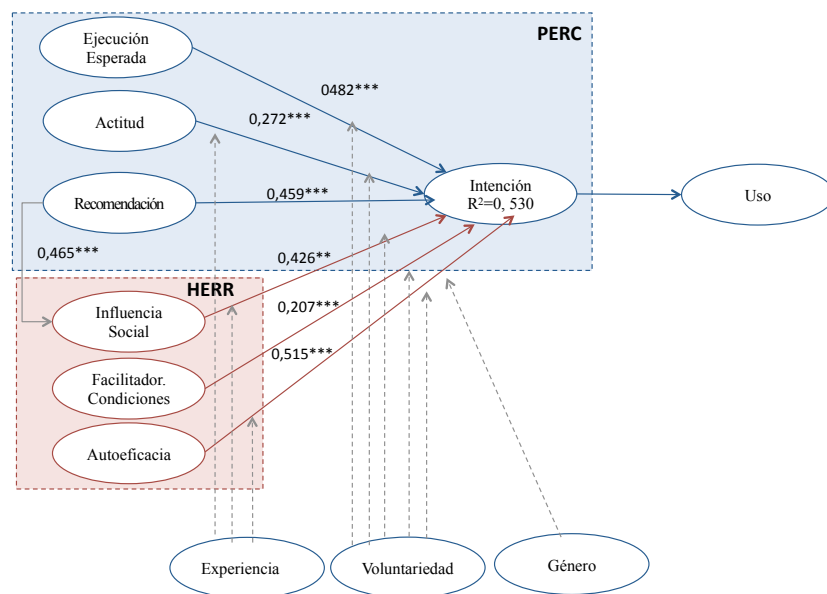 PERC
Ejecución
Esperada
0482***
Actitud
0,272***
Recomendación
0,459***
Intención
R²=0, 530
Uso
0,465***
HERR
0,426**
Influencia
Social
0,207***
0,515***
Facilitador.
Condiciones
Autoeficacia
Experiencia
Voluntariedad
Género